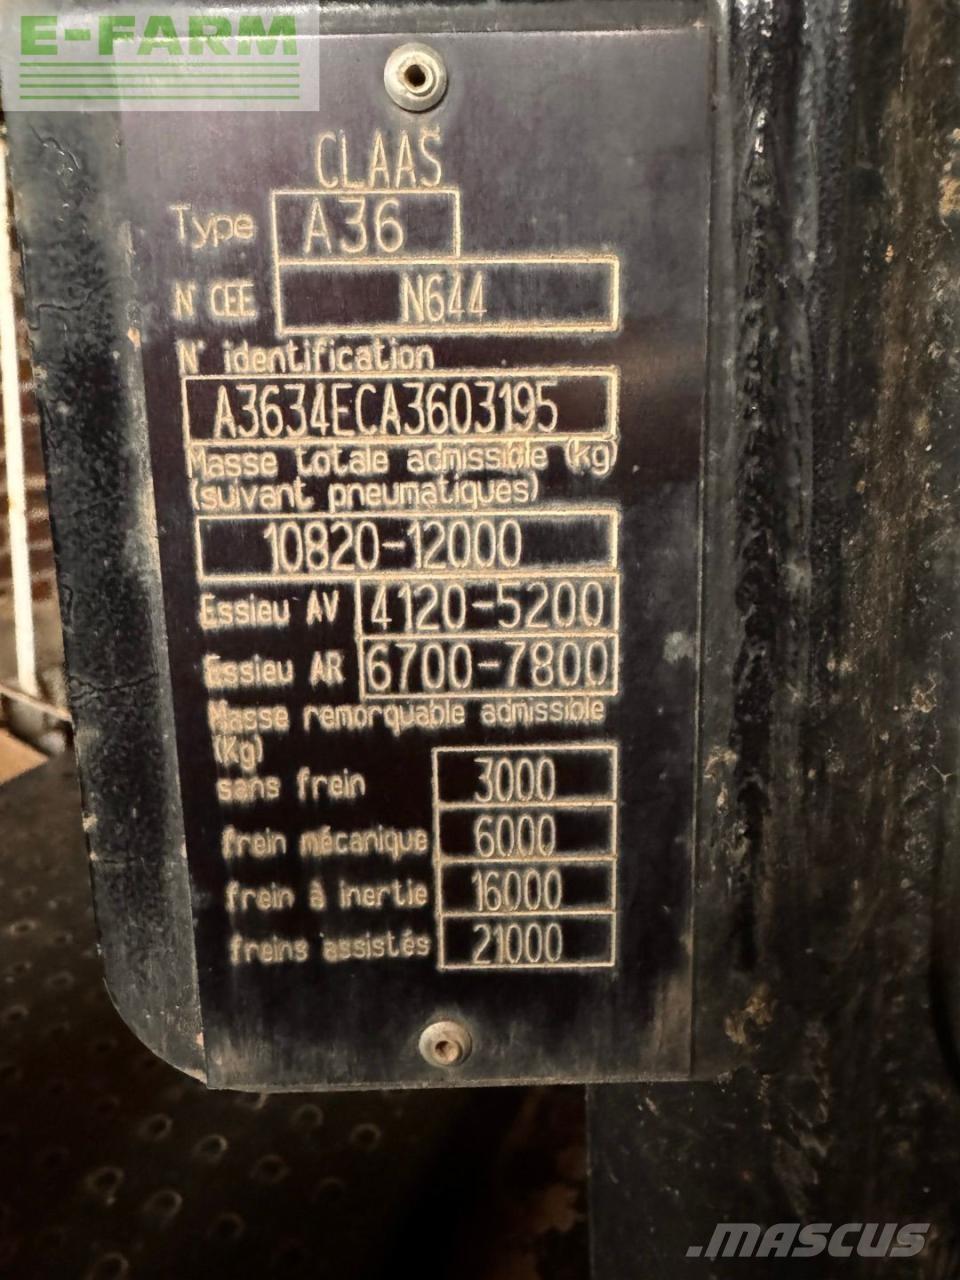 E-FARM
CLAAS
Type A36
N° CEE N644
N° identification
A3634ECA3603195
Masse totale admissible (kg)
(suivant pneumatiques)
10820-12000
Essieu AV 4120-5200
Essieu AR 6700-7800
Masse remorquable admissible
(kg)
sans frein 3000
frein mécanique 6000
frein à inertie 16000
freins assistés 21000
.MASCUS